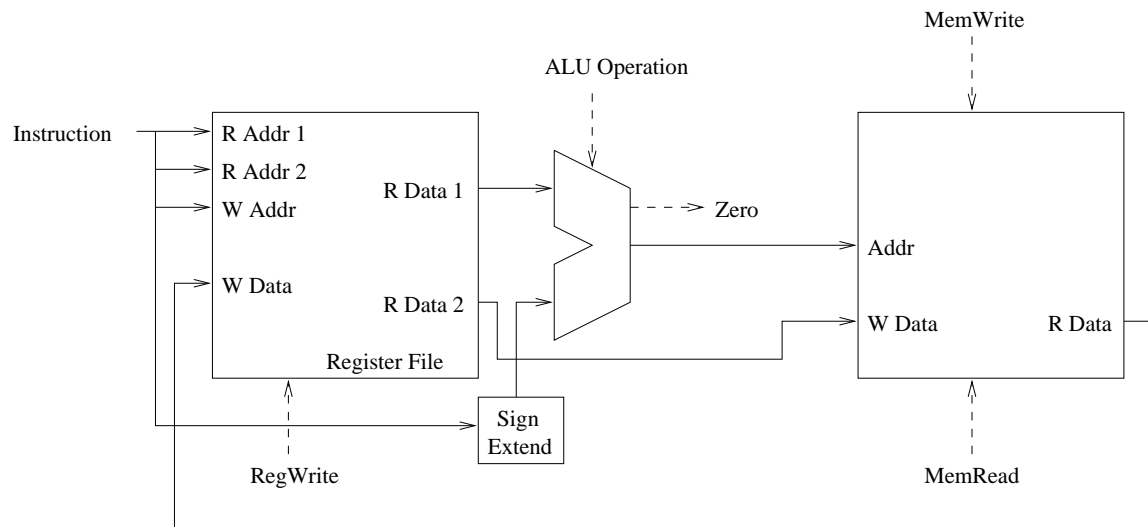 MemWrite
ALU Operation
Instruction
R Addr 1
R Addr 2
W Addr
W Data
R Data 1
R Data 2
Register File
Zero
Addr
W Data
R Data
Sign
Extend
RegWrite
MemRead